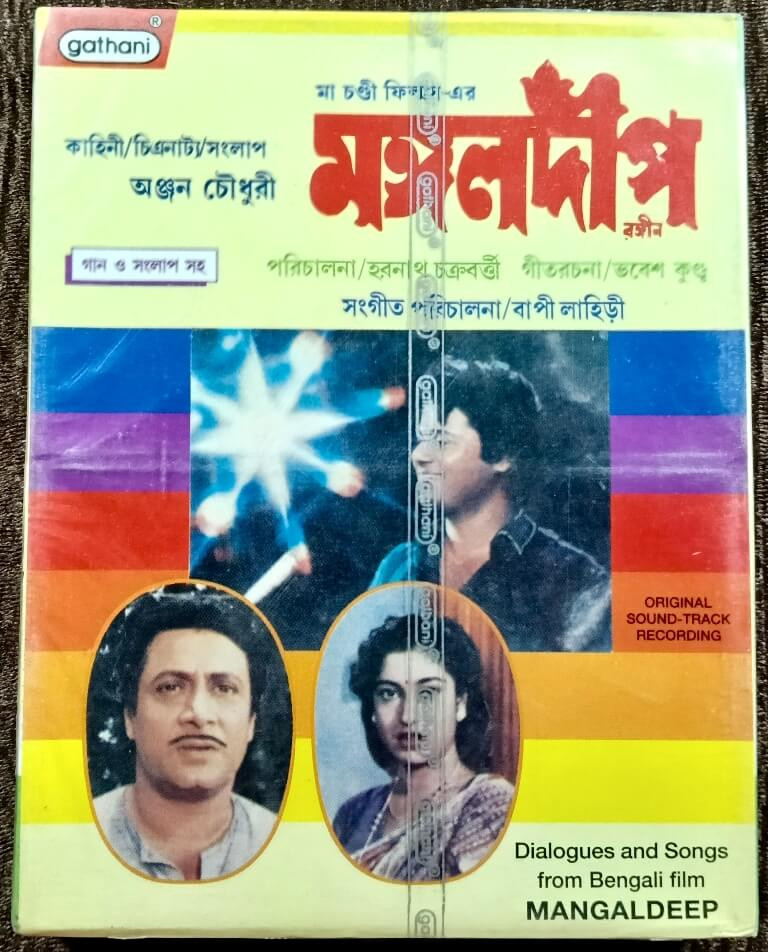 gathani®
মা চণ্ডী ফিল্মস-এর
কাহিনী/চিত্রনাট্য/সংলাপ
অঞ্জন চৌধুরী
মঙ্গলদীপ
রঙ্গীন
গান ও সংলাপ সহ
পরিচালনা/হরনাথ চক্রবর্ত্তী গীতরচনা/ভবেশ কুণ্ডু
সংগীত পরিচালনা/বাপী লাহিড়ী
ORIGINAL
SOUND-TRACK
RECORDING
Dialogues and Songs
from Bengali film
MANGALDEEP